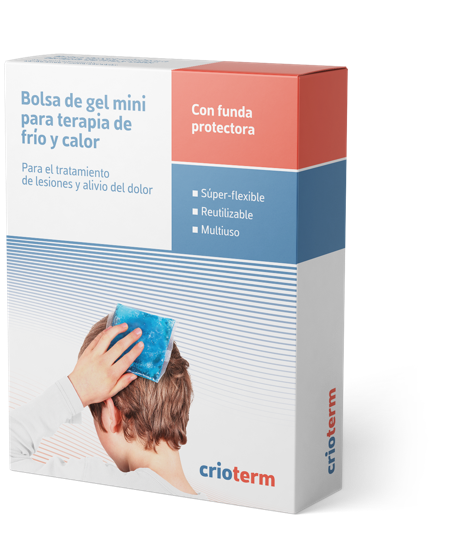 Bolsa de gel mini
para terapia de
frío y calor
Para el tratamiento
de lesiones y alivio del dolor
Con funda
protectora
■ Súper-flexible
■ Reutilizable
■ Multiuso
crioterm
crioterm